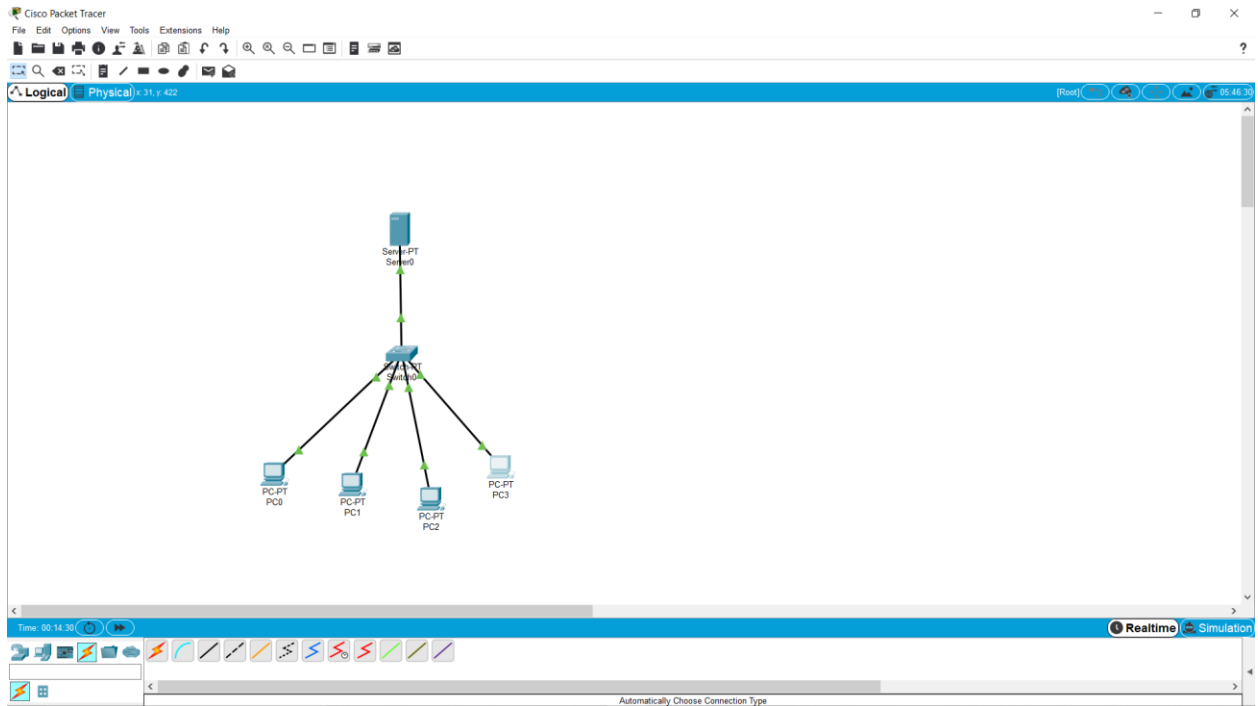 Cisco Packet Tracer
File Edit Options View Tools Extensions Help
?
Logical Physical x: 31, y: 422 [Root] 05:46:30
Server-PT
Server0
Switch-PT
Switch0
PC-PT
PC0
PC-PT
PC1
PC-PT
PC2
PC-PT
PC3
Time: 00:14:30 Realtime Simulation
Automatically Choose Connection Type